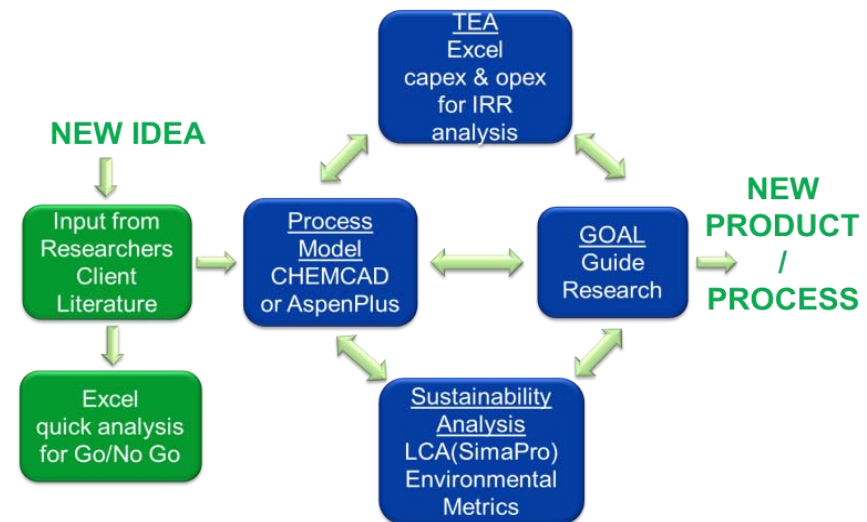 TEA
Excel
capex & opex
for IRR
analysis
NEW IDEA
Input from
Researchers
Client
Literature
Process
Model
CHEMCAD
or AspenPlus
GOAL
Guide
Research
NEW
PRODUCT
/
PROCESS
Excel
quick analysis
for Go/No Go
Sustainability
Analysis
LCA(SimaPro)
Environmental
Metrics